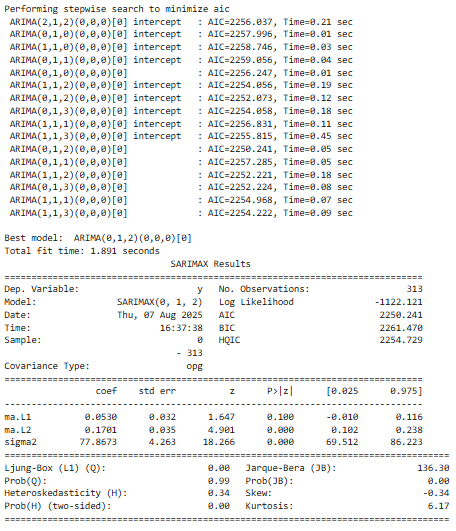 Performing stepwise search to minimize aic
 ARIMA(2,1,2)(0,0,0)[0] intercept   : AIC=2256.037, Time=0.21 sec
 ARIMA(0,1,0)(0,0,0)[0] intercept   : AIC=2257.996, Time=0.01 sec
 ARIMA(1,1,0)(0,0,0)[0] intercept   : AIC=2258.746, Time=0.03 sec
 ARIMA(0,1,1)(0,0,0)[0] intercept   : AIC=2259.056, Time=0.04 sec
 ARIMA(0,1,0)(0,0,0)[0]             : AIC=2256.247, Time=0.01 sec
 ARIMA(1,1,2)(0,0,0)[0] intercept   : AIC=2254.056, Time=0.19 sec
 ARIMA(0,1,2)(0,0,0)[0] intercept   : AIC=2252.073, Time=0.12 sec
 ARIMA(0,1,3)(0,0,0)[0] intercept   : AIC=2254.058, Time=0.18 sec
 ARIMA(1,1,1)(0,0,0)[0] intercept   : AIC=2256.831, Time=0.11 sec
 ARIMA(1,1,3)(0,0,0)[0] intercept   : AIC=2255.815, Time=0.45 sec
 ARIMA(0,1,2)(0,0,0)[0]             : AIC=2250.241, Time=0.05 sec
 ARIMA(0,1,1)(0,0,0)[0]             : AIC=2257.285, Time=0.05 sec
 ARIMA(1,1,2)(0,0,0)[0]             : AIC=2252.221, Time=0.18 sec
 ARIMA(0,1,3)(0,0,0)[0]             : AIC=2252.224, Time=0.08 sec
 ARIMA(1,1,1)(0,0,0)[0]             : AIC=2254.968, Time=0.07 sec
 ARIMA(1,1,3)(0,0,0)[0]             : AIC=2254.222, Time=0.09 sec
Best model:  ARIMA(0,1,2)(0,0,0)[0]
Total fit time: 1.891 seconds
SARIMAX Results
==============================================================================
Dep. Variable:                      y   No. Observations:                  313
Model:               SARIMAX(0, 1, 2)   Log Likelihood               -1122.121
Date:                Thu, 07 Aug 2025   AIC                           2250.241
Time:                        16:37:38   BIC                           2261.470
Sample:                             0   HQIC                          2254.729
- 313
Covariance Type:                  opg
==============================================================================
coef    std err          z      P>|z|      [0.025      0.975]
------------------------------------------------------------------------------
ma.L1          0.0530      0.032      1.647      0.100      -0.010       0.116
ma.L2          0.1701      0.035      4.901      0.000       0.102       0.238
sigma2        77.8673      4.263     18.266      0.000      69.512      86.223
==============================================================================
Ljung-Box (L1) (Q):                   0.00   Jarque-Bera (JB):               136.30
Prob(Q):                              0.99   Prob(JB):                         0.00
Heteroskedasticity (H):               0.34   Skew:                            -0.34
Prob(H) (two-sided):                  0.00   Kurtosis:                         6.17
==============================================================================